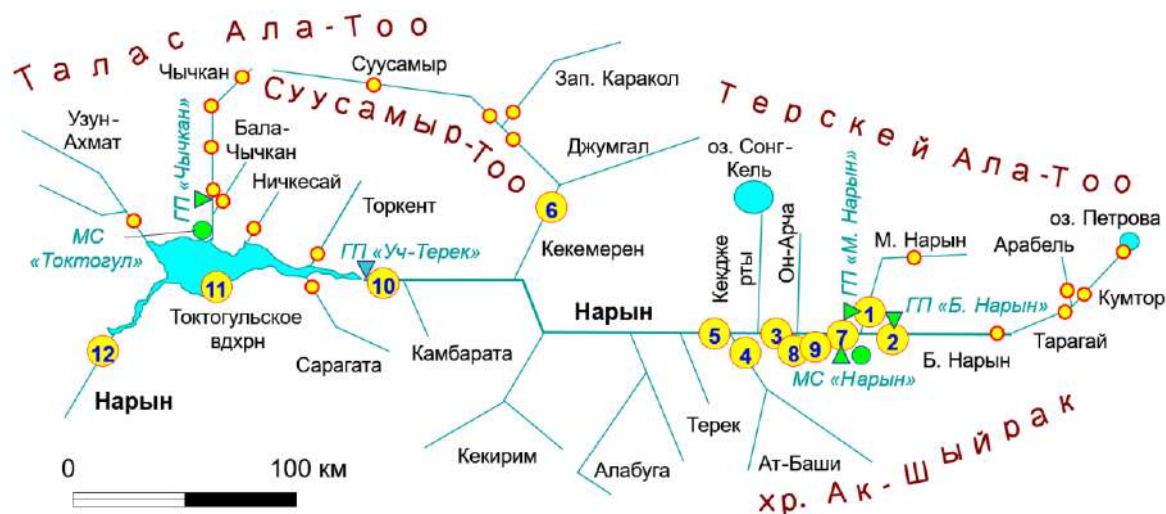 Талас Ала-Тоо
Суусамыр
Чычкан
Зап. Каракол
Суусамыр-Тоо
Терскей Ала-Тоо
Узун-
Ахмат
ГП «Чычкан»
Бала-
Чычкан
Джумгал
оз. Сонг-
Кель
Ничкесай
Торкент
МС
«Токтогул»
6
Кекемерен
ГП «Уч-Терек»
Кекдже
рты
Он-Арча
ГП «М. Нарын»
М. Нарын
Арабель
оз. Петрова
ГП «Б. Нарын»
Кумтор
11
10
1
Токтогульское
вдхрн
Нарын
5
4
3
8
9
7
2
Тарагай
12
Камбарата
Б. Нарын
Сарагата
МС «Нарын»
Нарын
Терек
Кекирим
Алабуга
Ат-Баши
хр. Ак-Шыйрак
0
100 км